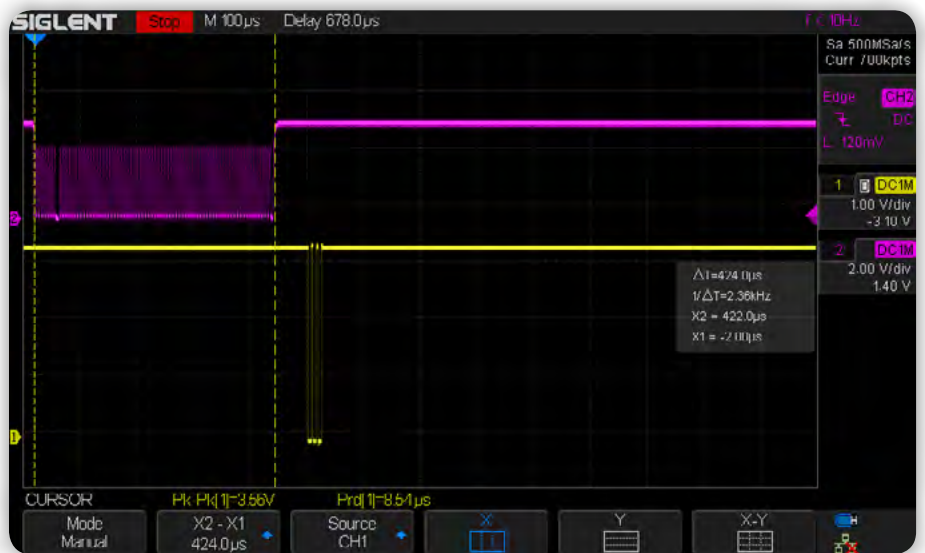 SIGLENT Stop M 100µs Delay 678.0µs f < 10Hz
Sa 500MSa/s
Curr 700kpts
Edge CH2
DC
L 120mV
1 B DC1M
1.00 V/div
-3.10 V
2 DC1M
2.00 V/div
1.40 V
1
2
1
ΔT=424.0µs
1/ΔT=2.36kHz
X2 = 422.0µs
X1 = -2.00µs
CURSOR Pk-Pk[1]=3.56V Prd[1]=8.54µs
Mode
Manual
X2 - X1
424.0µs
Source
CH1
X
Y
X-Y